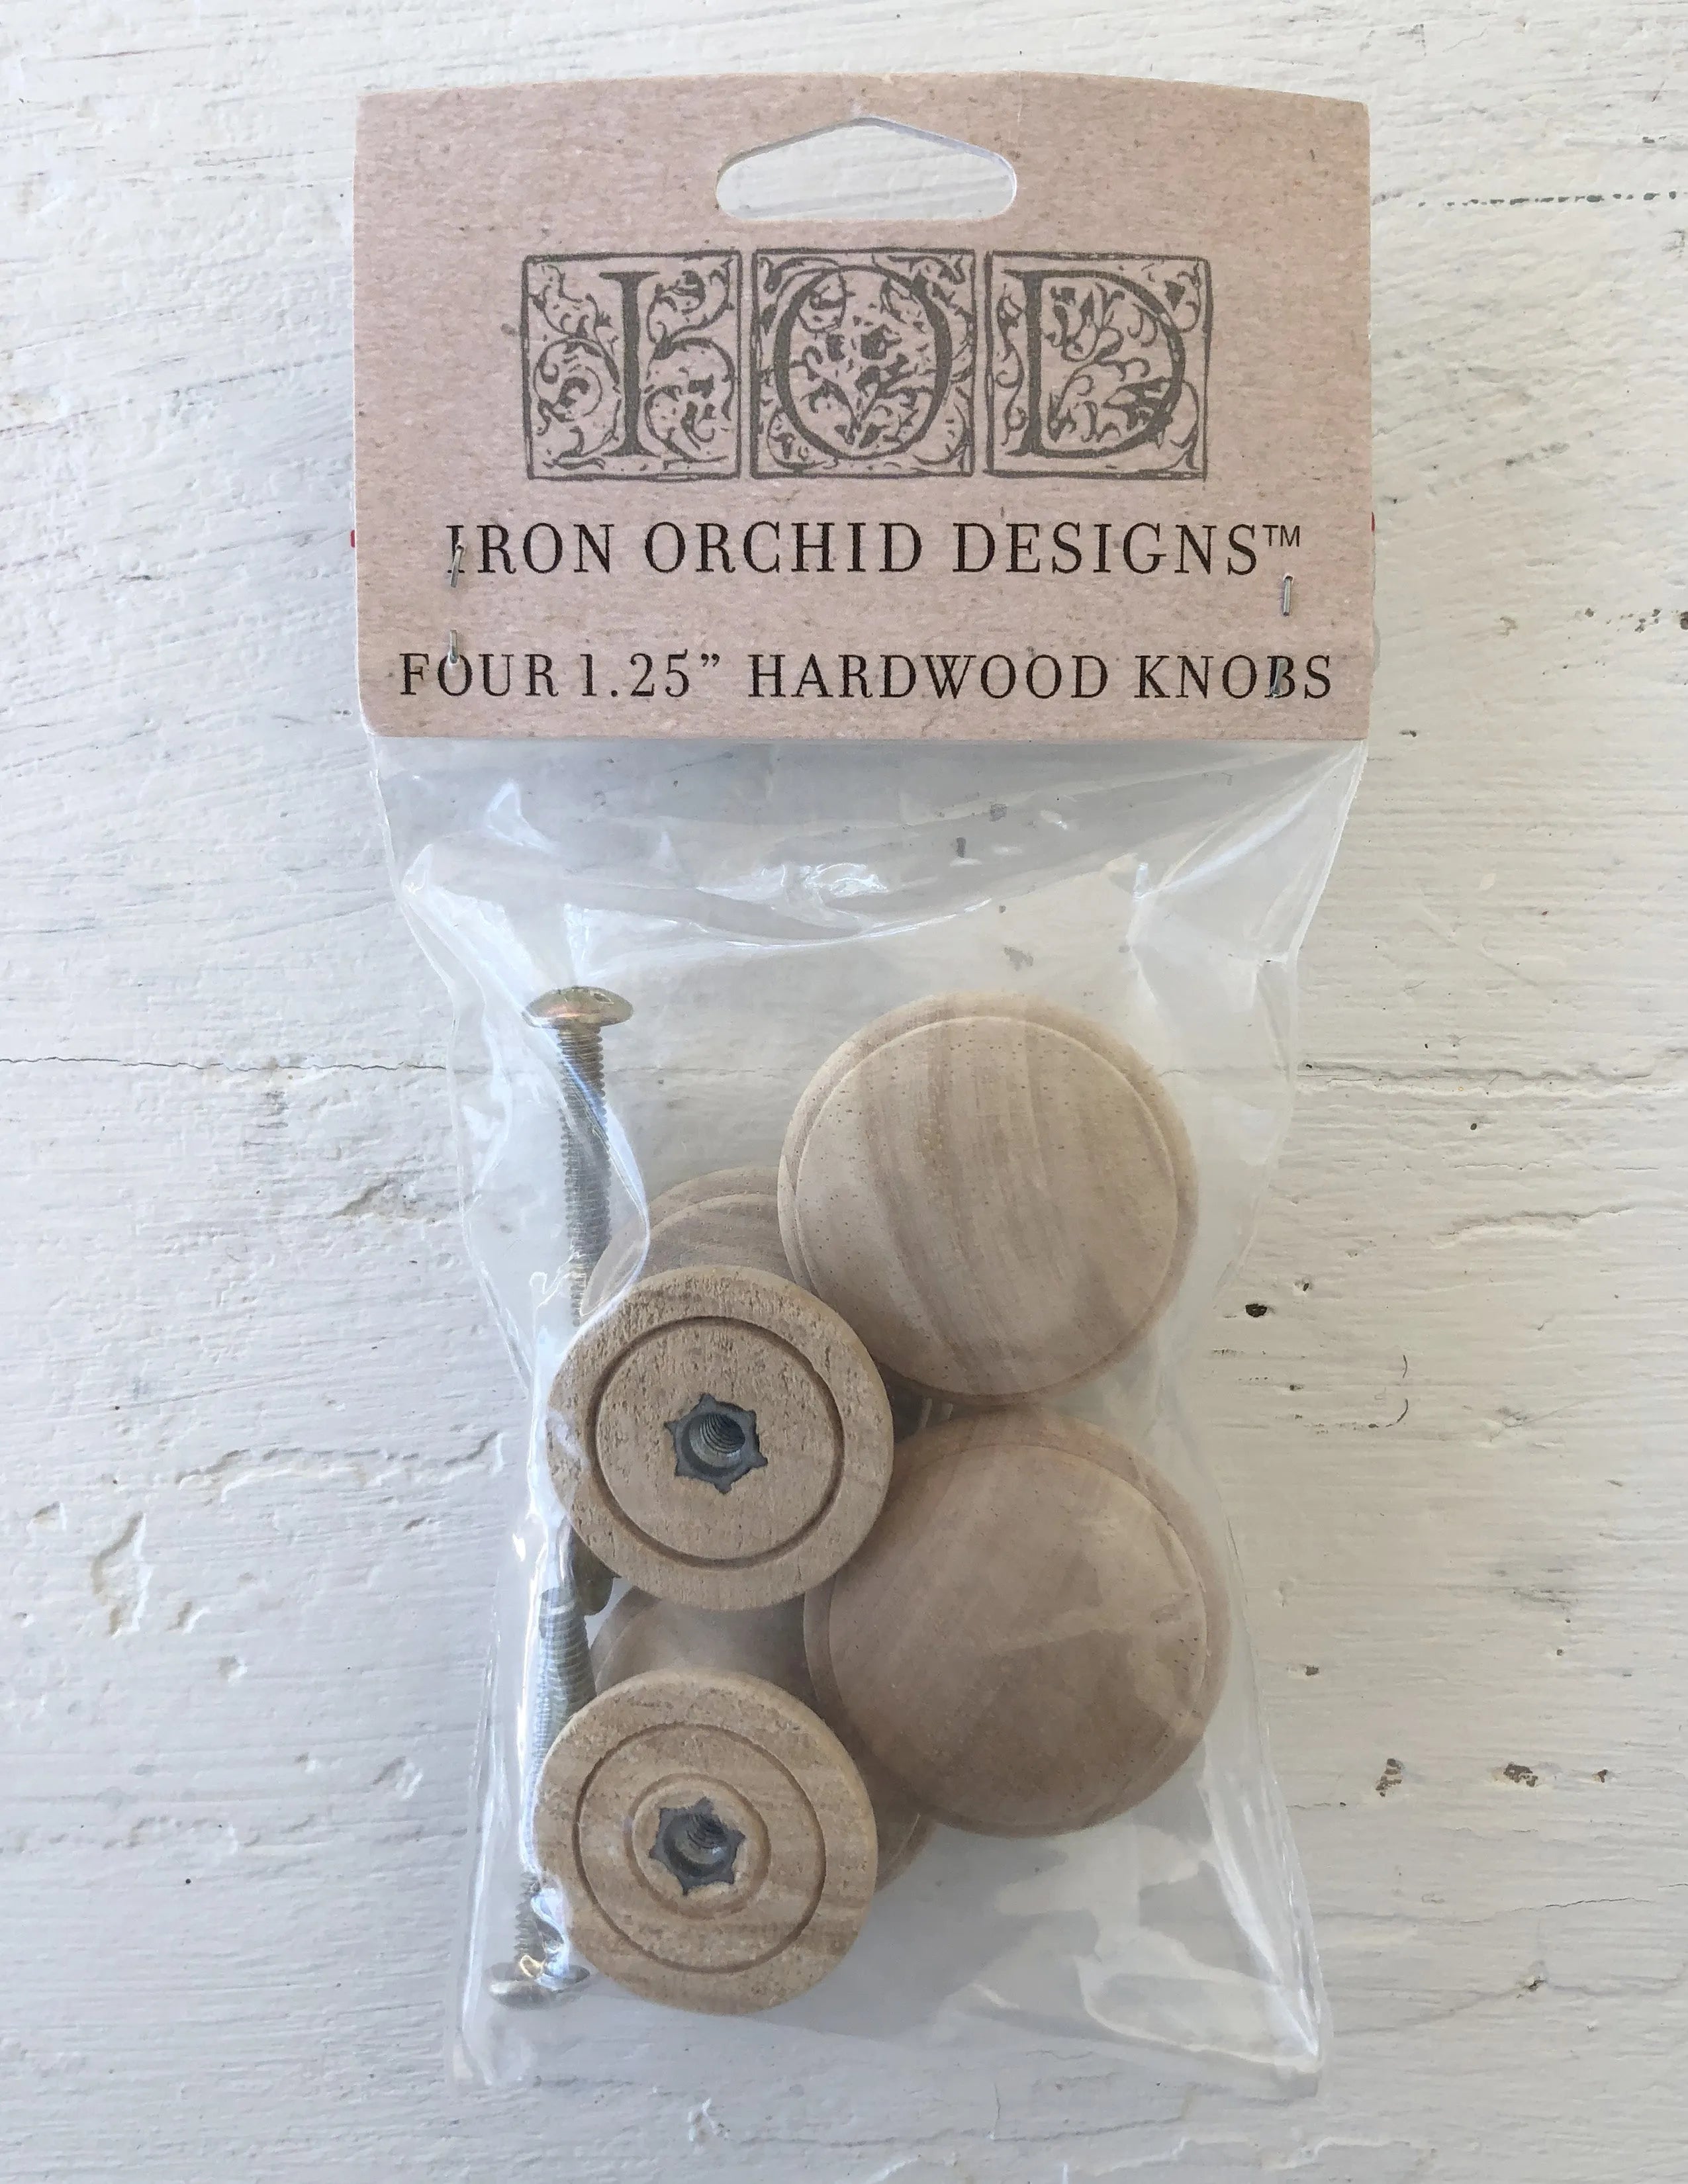 IOD
IRON ORCHID DESIGNS™
FOUR 1.25” HARDWOOD KNOBS